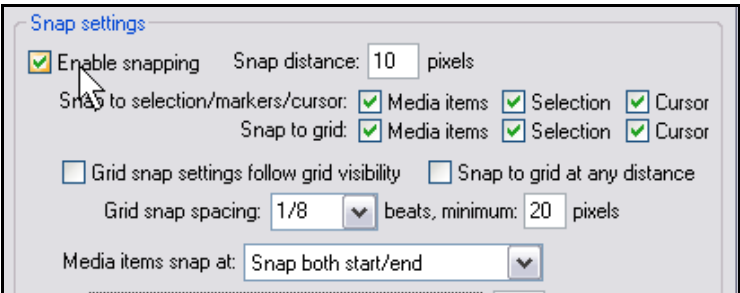 Snap settings
Enable snapping Snap distance: 10 pixels
Snap to selection/markers/cursor: Media items Selection Cursor
Snap to grid: Media items Selection Cursor
Grid snap settings follow grid visibility Snap to grid at any distance
Grid snap spacing: 1/8 beats, minimum: 20 pixels
Media items snap at: Snap both start/end